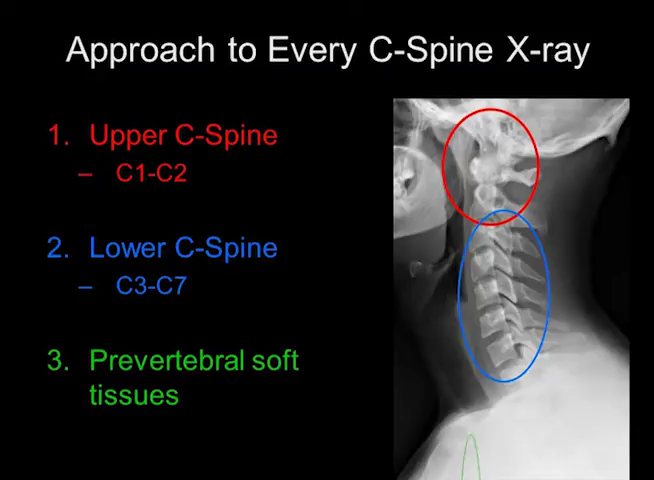 Approach to Every C-Spine X-ray
1. Upper C-Spine
– C1-C2
2. Lower C-Spine
– C3-C7
3. Prevertebral soft
tissues